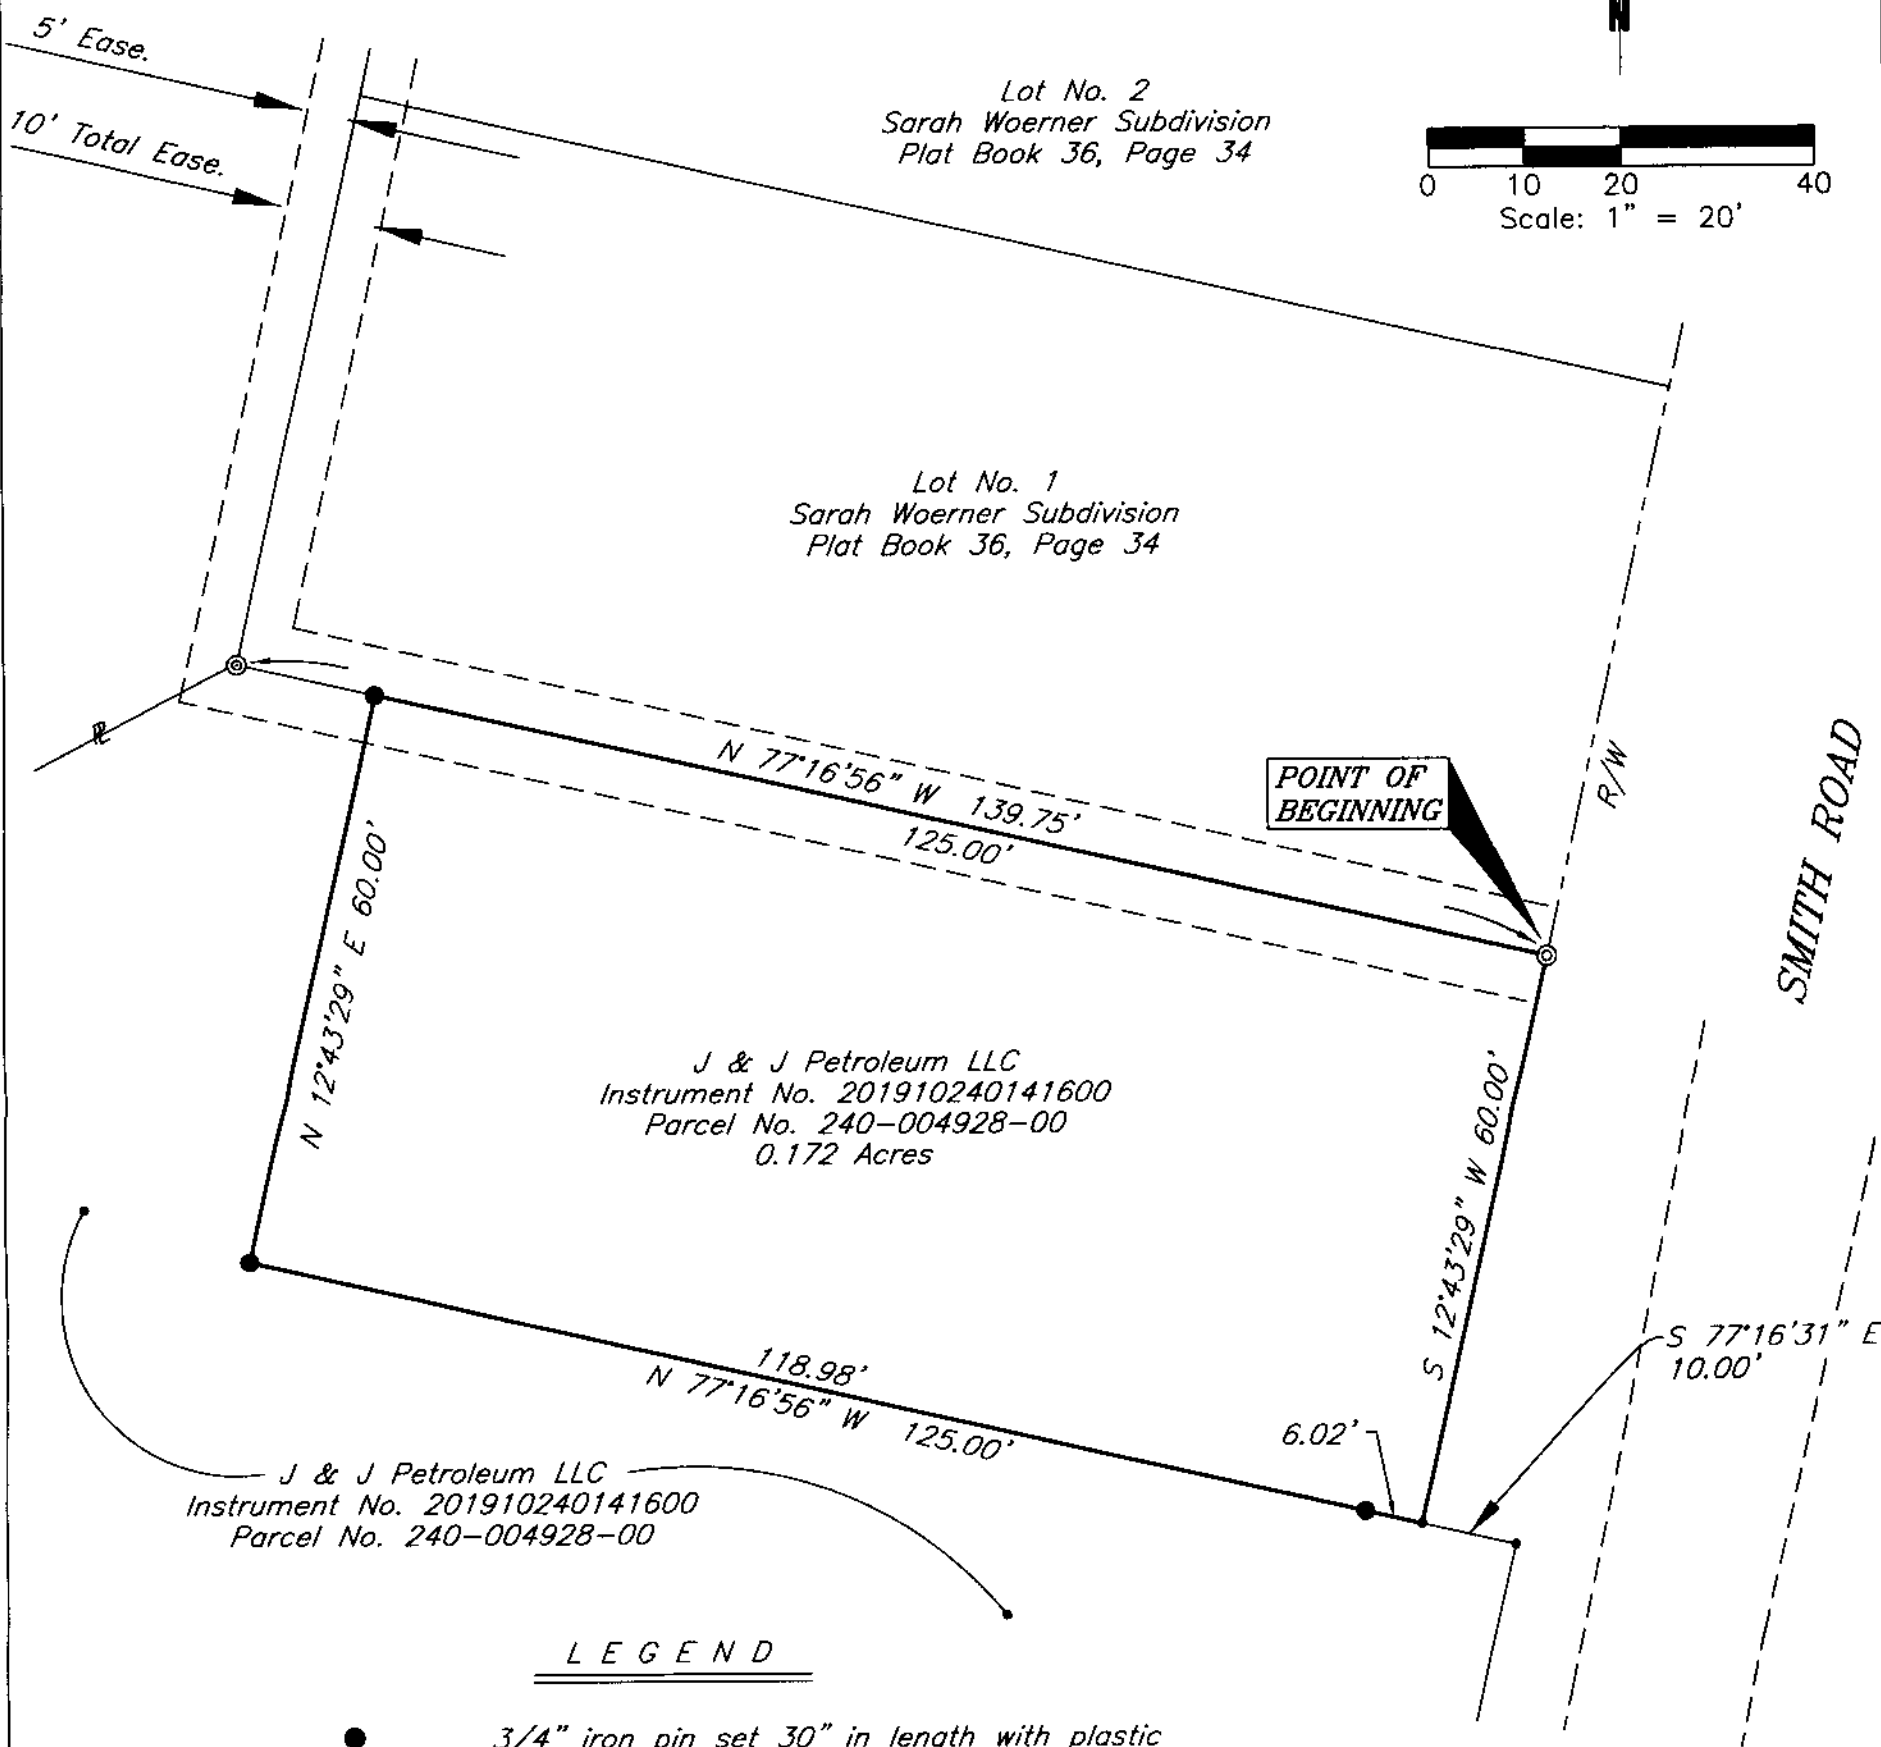 N
5' Ease.
10' Total Ease.
Lot No. 2
Sarah Woerner Subdivision
Plat Book 36, Page 34
0 10 20 40
Scale: 1" = 20'
Lot No. 1
Sarah Woerner Subdivision
Plat Book 36, Page 34
PL
N 77°16'56" W 139.75'
125.00'
POINT OF
BEGINNING
R/W
SMITH ROAD
N 12°43'29" E 60.00'
J & J Petroleum LLC
Instrument No. 201910240141600
Parcel No. 240-004928-00
0.172 Acres
S 12°43'29" W 60.00'
S 77°16'31" E
10.00'
118.98'
N 77°16'56" W 125.00'
6.02'
J & J Petroleum LLC
Instrument No. 201910240141600
Parcel No. 240-004928-00
LEGEND
3/4" iron pin set 30" in length with plastic